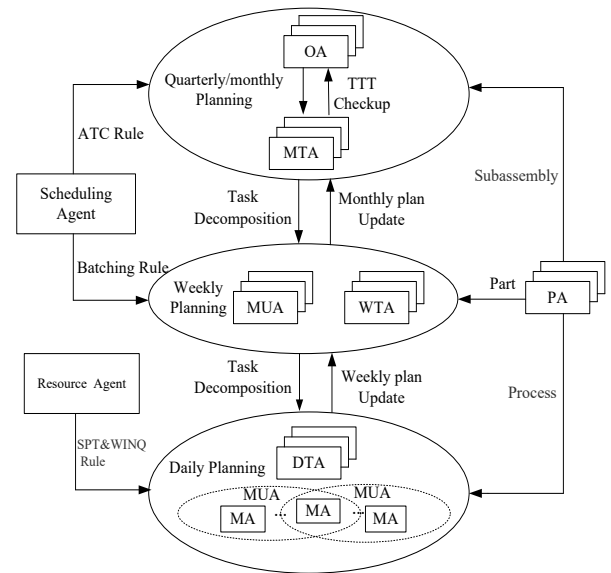 OA
Quarterly/monthly
Planning
TTT
Checkup
ATC Rule
MTA
Subassembly
Scheduling
Agent
Task
Decomposition
Monthly plan
Update
Batching Rule
Weekly
Planning
MUA
WTA
Part
PA
Task
Decomposition
Weekly plan
Update
Resource Agent
Process
SPT&WINQ
Rule
Daily Planning
DTA
MUA
MUA
MA
...
MA
...
MA